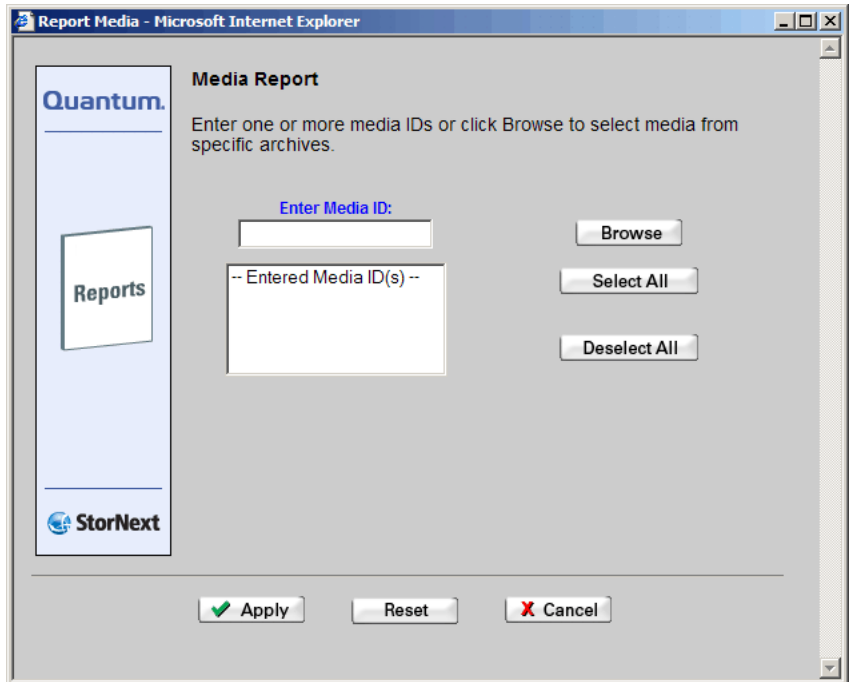 Report Media - Microsoft Internet Explorer
Quantum.
Reports
StorNext
Media Report
Enter one or more media IDs or click Browse to select media from
specific archives.
Enter Media ID:
Browse
-- Entered Media ID(s) --
Select All
Deselect All
Apply
Reset
X Cancel